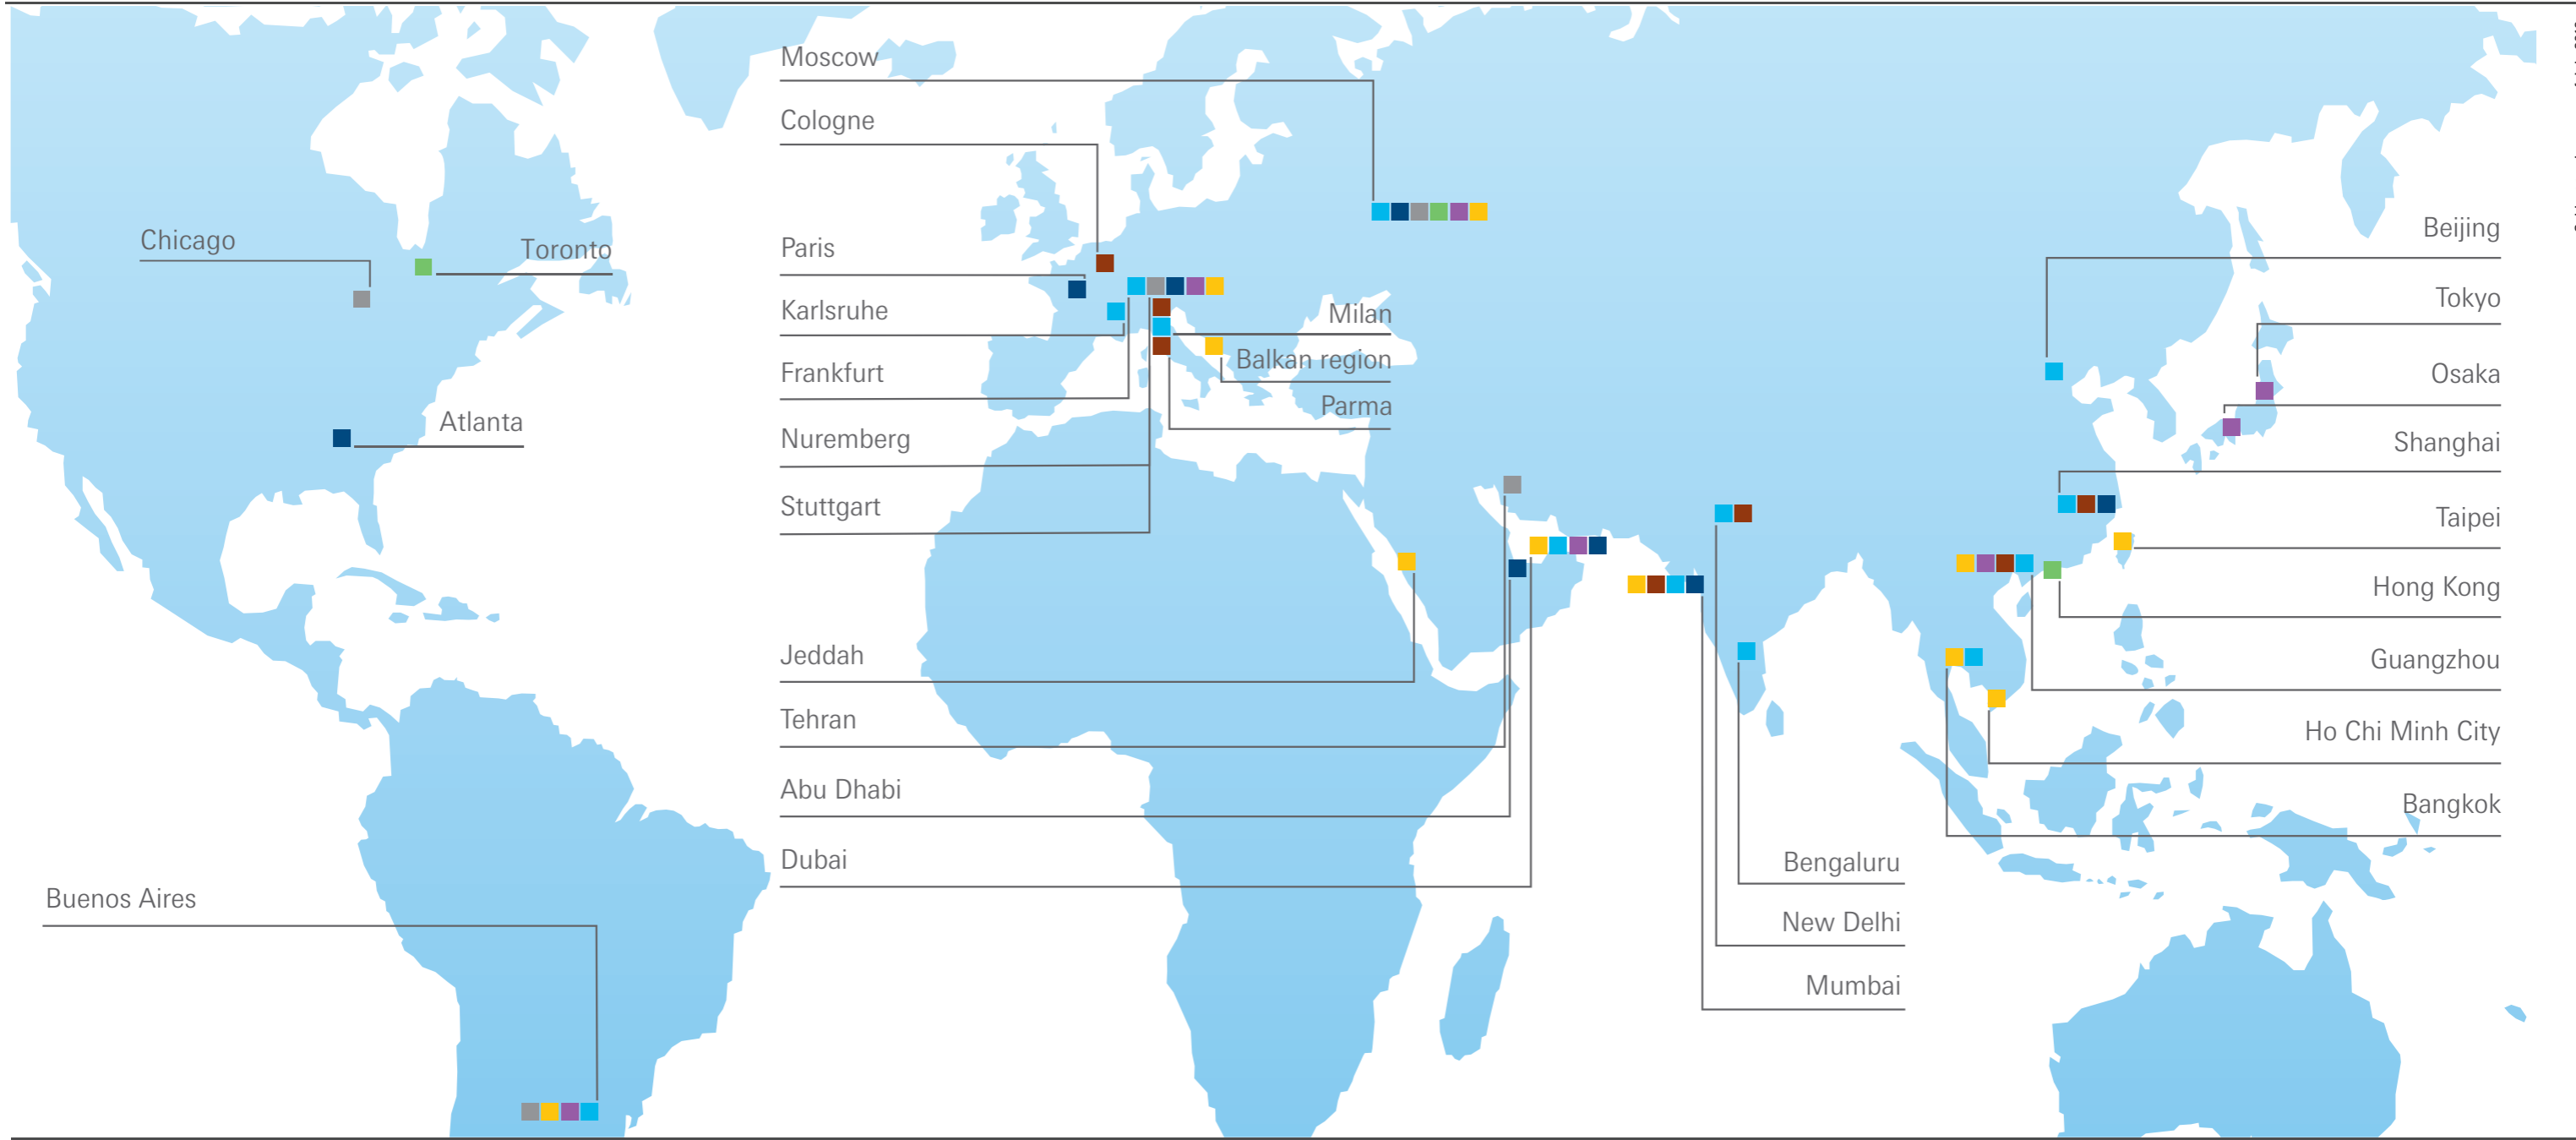 Moscow
Cologne
Chicago
Toronto
Paris
Karlsruhe
Frankfurt
Nuremberg
Stuttgart
Milan
Balkan region
Parma
Atlanta
Beijing
Tokyo
Osaka
Shanghai
Taipei
Hong Kong
Guangzhou
Ho Chi Minh City
Bangkok
Jeddah
Tehran
Abu Dhabi
Dubai
Bengaluru
New Delhi
Mumbai
Buenos Aires